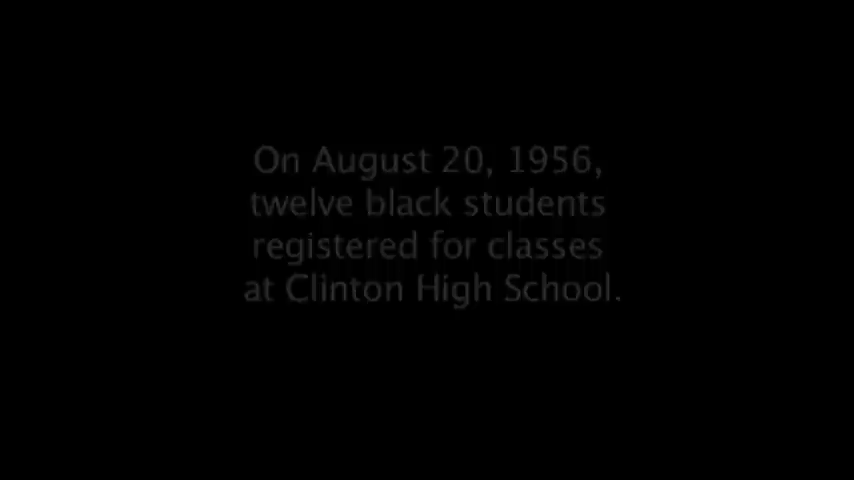 On August 20, 1956,
twelve black students
registered for classes
at Clinton High School.